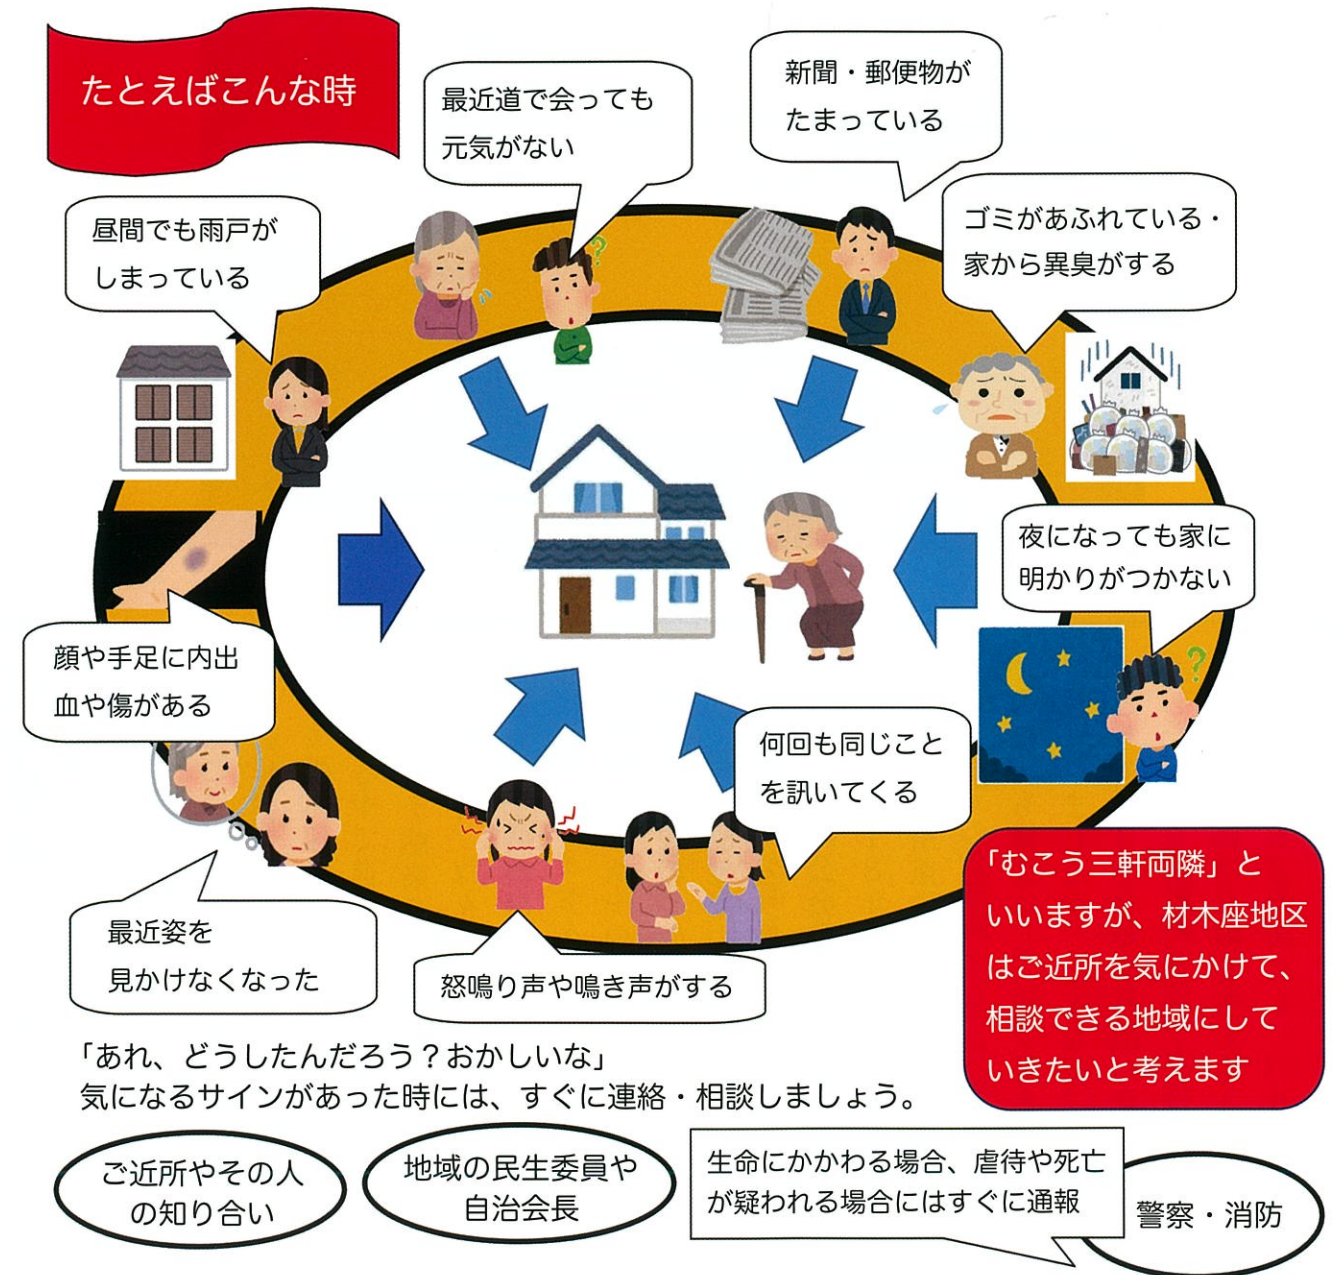 たとえばこんな時
最近道で会っても
元気がない
新聞・郵便物が
たまっている
昼間でも雨戸が
しまっている
ゴミがあふれている・
家から異臭がする
夜になっても家に
明かりがつかない
顔や手足に内出
血や傷がある
何回も同じこと
を訊いてくる
最近姿を
見かけなくなった
怒鳴り声や鳴き声がする
「むこう三軒両隣」と
いいますが、材木座地区
はご近所を気にかけて、
相談できる地域にして
いきたいと考えます
「あれ、どうしたんだろう？おかしいな」
気になるサインがあった時には、すぐに連絡・相談しましょう。
ご近所やその人
の知り合い
地域の民生委員や
自治会長
生命にかかわる場合、虐待や死亡
が疑われる場合にはすぐに通報
警察・消防